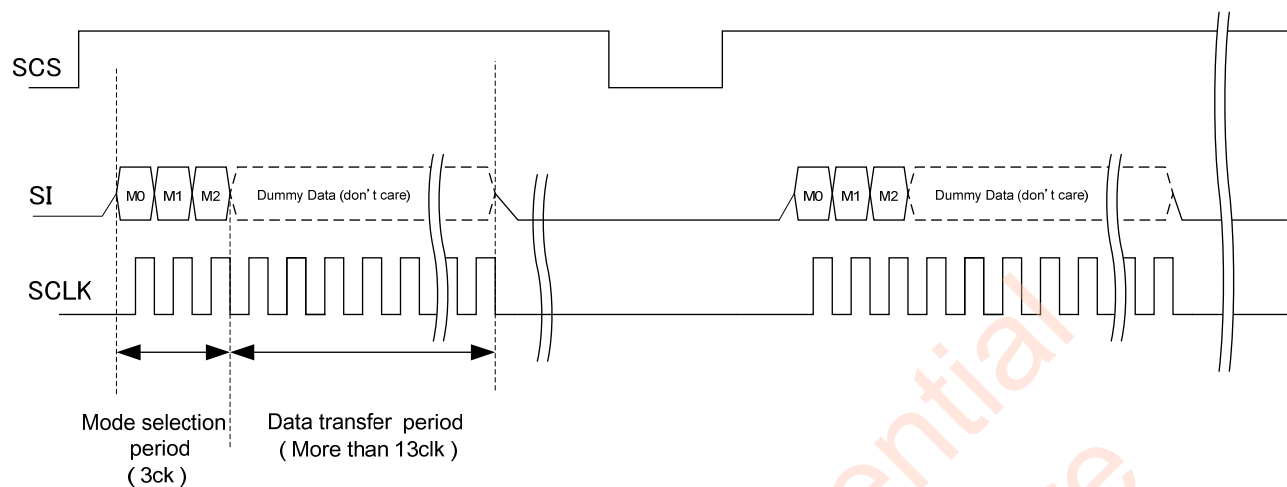 SCS
SI
M0 M1 M2 Dummy Data (don't care)
M0 M1 M2 Dummy Data (don't care)
SCLK
Mode selection
period
( 3ck )
Data transfer period
( More than 13clk )
ential